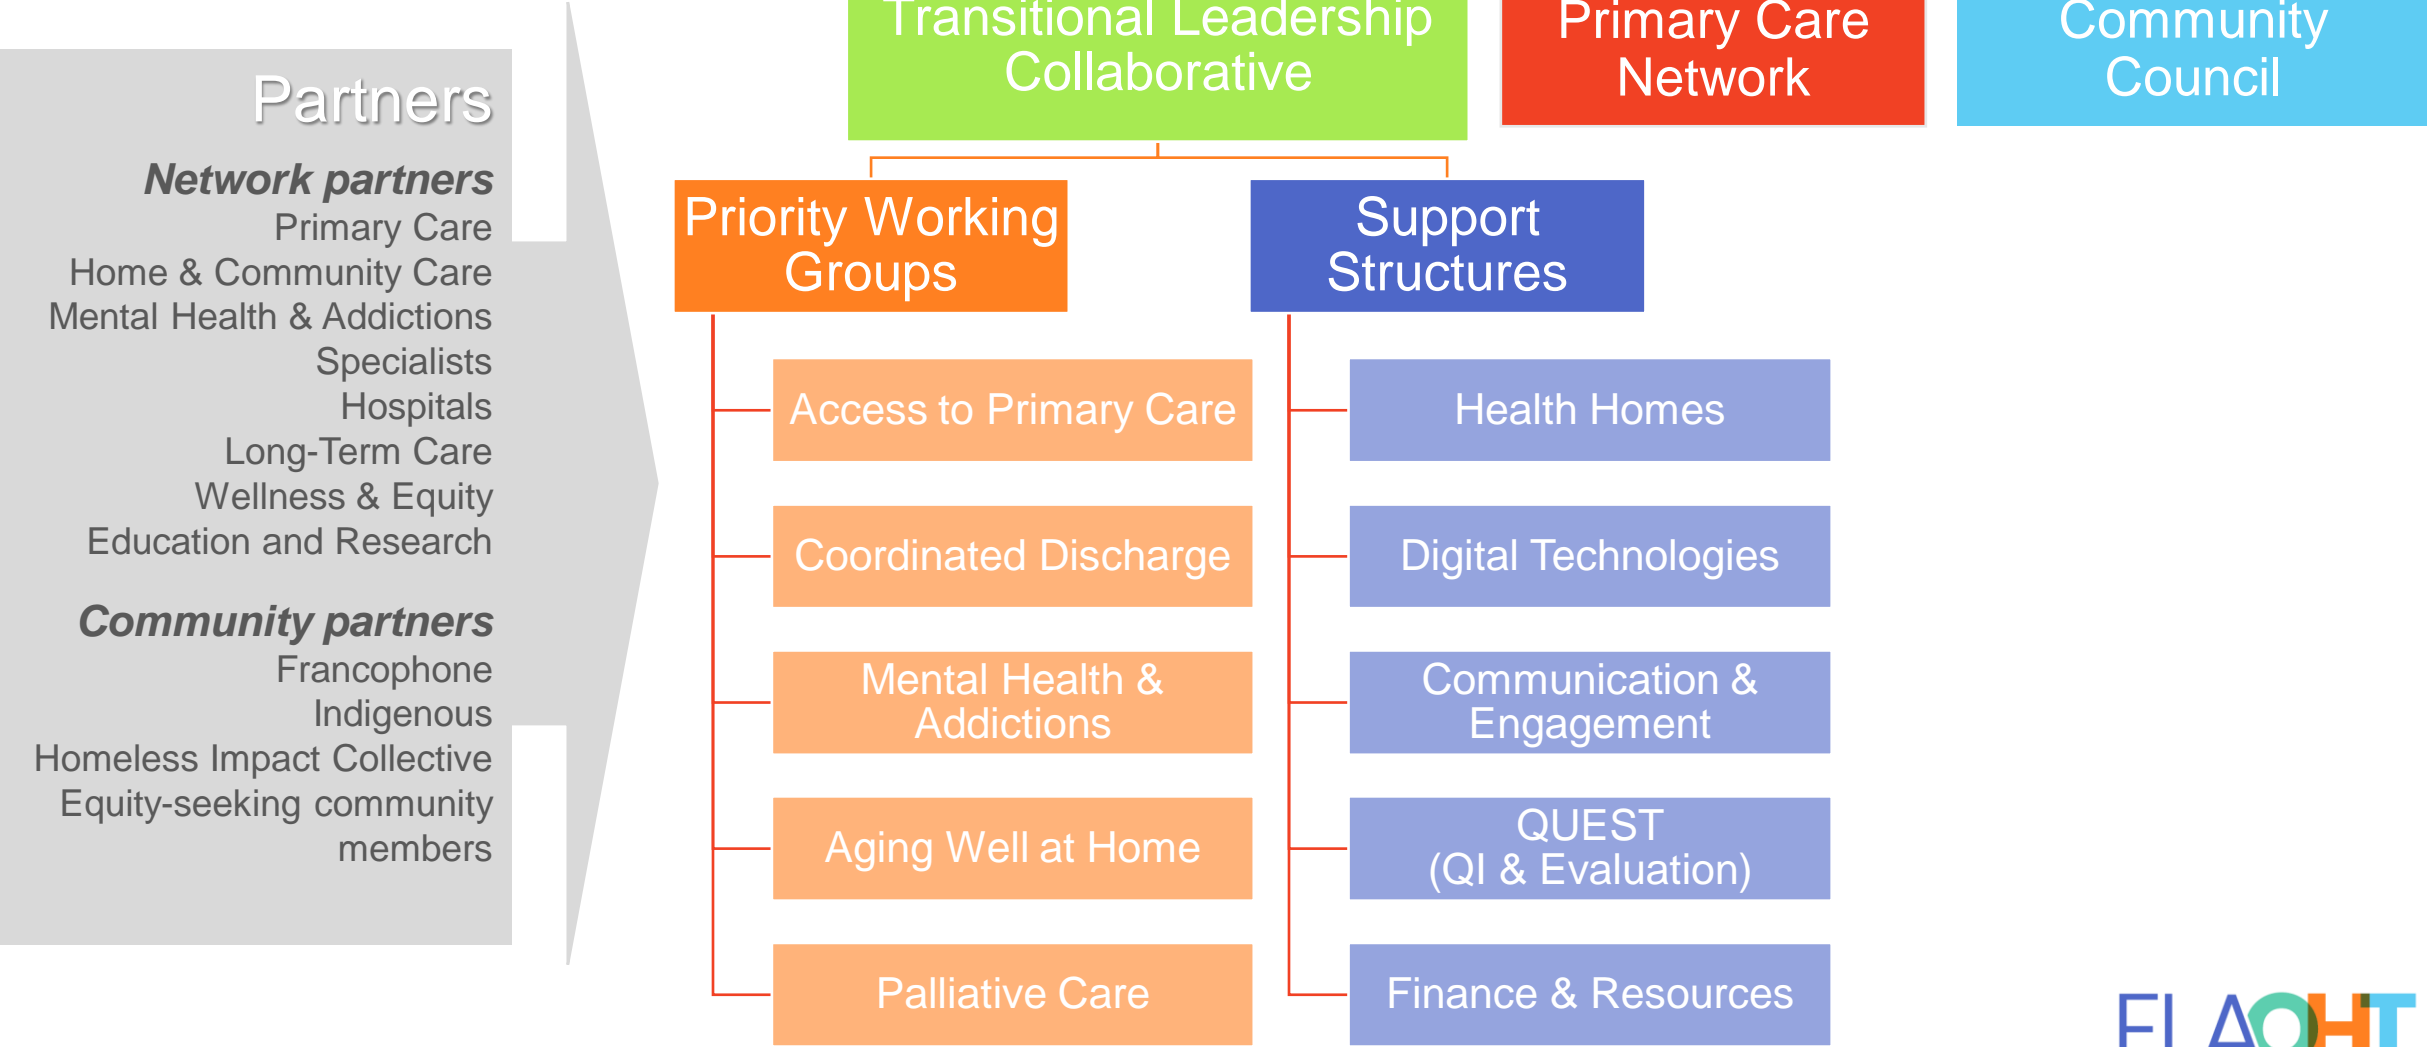 Transitional Leadership
Collaborative
Primary Care
Network
Community
Council
Partners
Network partners
Primary Care
Home & Community Care
Mental Health & Addictions
Specialists
Hospitals
Long-Term Care
Wellness & Equity
Education and Research
Community partners
Francophone
Indigenous
Homeless Impact Collective
Equity-seeking community
members
Priority Working
Groups
Access to Primary Care
Coordinated Discharge
Mental Health &
Addictions
Aging Well at Home
Palliative Care
Support
Structures
Health Homes
Digital Technologies
Communication &
Engagement
QUEST
(QI & Evaluation)
Finance & Resources
FLAOHT